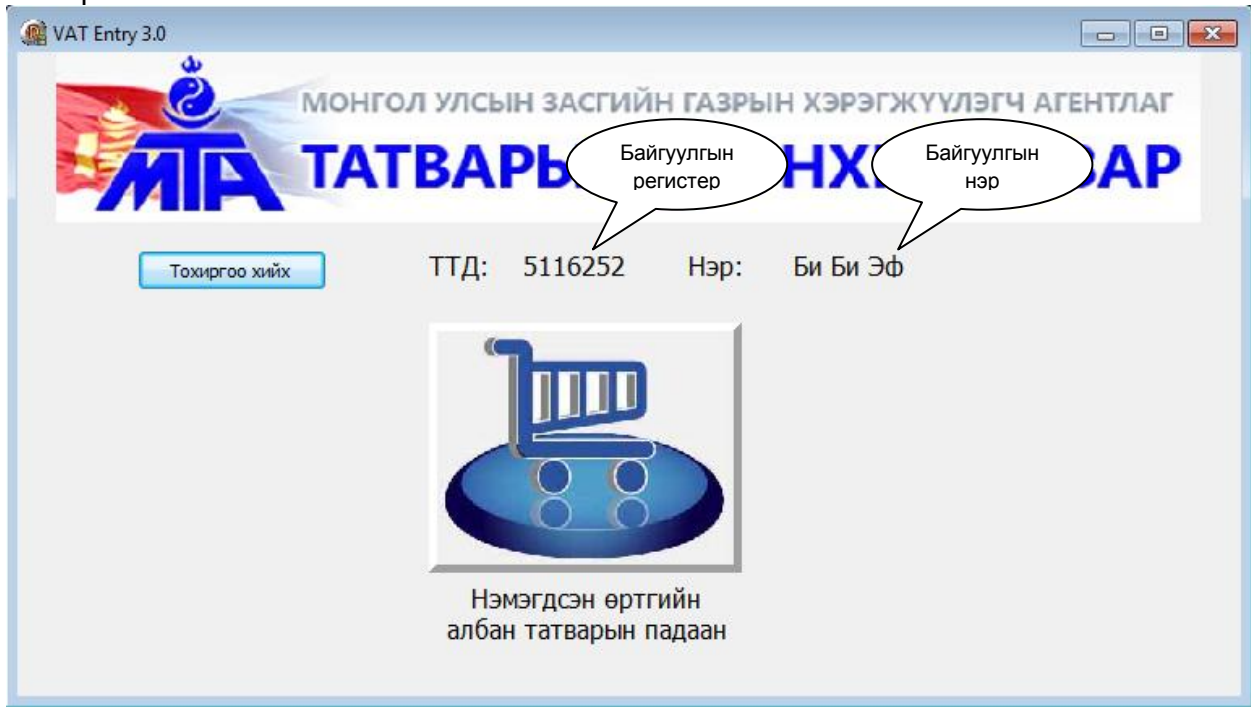 VAT Entry 3.0
МОНГОЛ УЛСЫН ЗАСГИЙН ГАЗРЫН ХЭРЭГЖҮҮЛЭГЧ АГЕНТЛАГ
МТА
Байгуулгын
регистер
Байгуулгын
нэр
Тохиргоо хийх
ТТД: 5116252 Нэр: Би Би Эф
Нэмэгдсэн өртгийн
албан татварын падаан